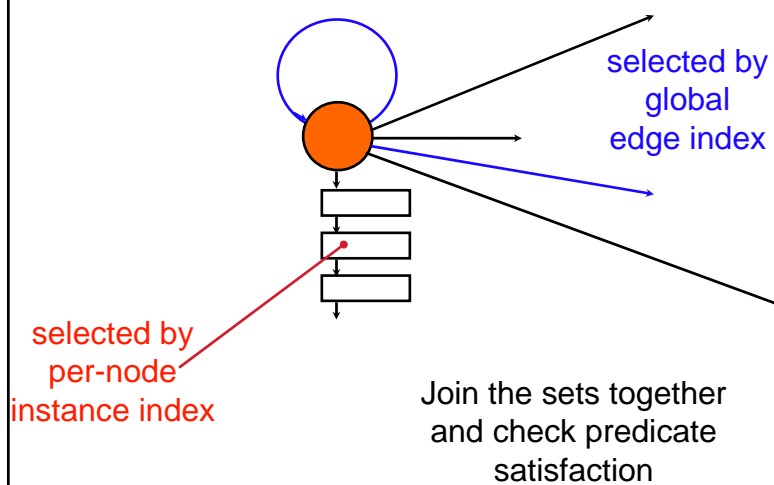 selected by
global
edge index
selected by
per-node
instance index
Join the sets together
and check predicate
satisfaction